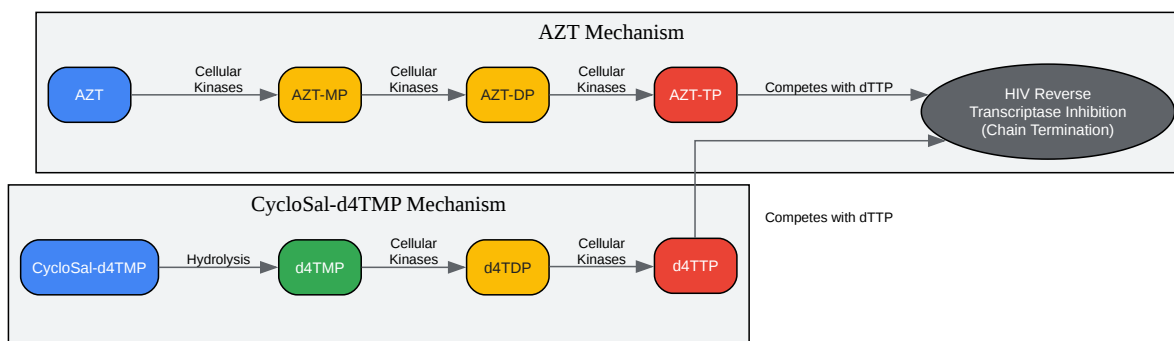 AZT Mechanism
AZT
Cellular
Kinases
AZT-MP
Cellular
Kinases
AZT-DP
Cellular
Kinases
AZT-TP
Competes with dTTP
HIV Reverse
Transcriptase Inhibition
(Chain Termination)
CycloSal-d4TMP Mechanism
CycloSal-d4TMP
Hydrolysis
d4TMP
Cellular
Kinases
d4TDP
Cellular
Kinases
d4TTP
Competes with dTTP